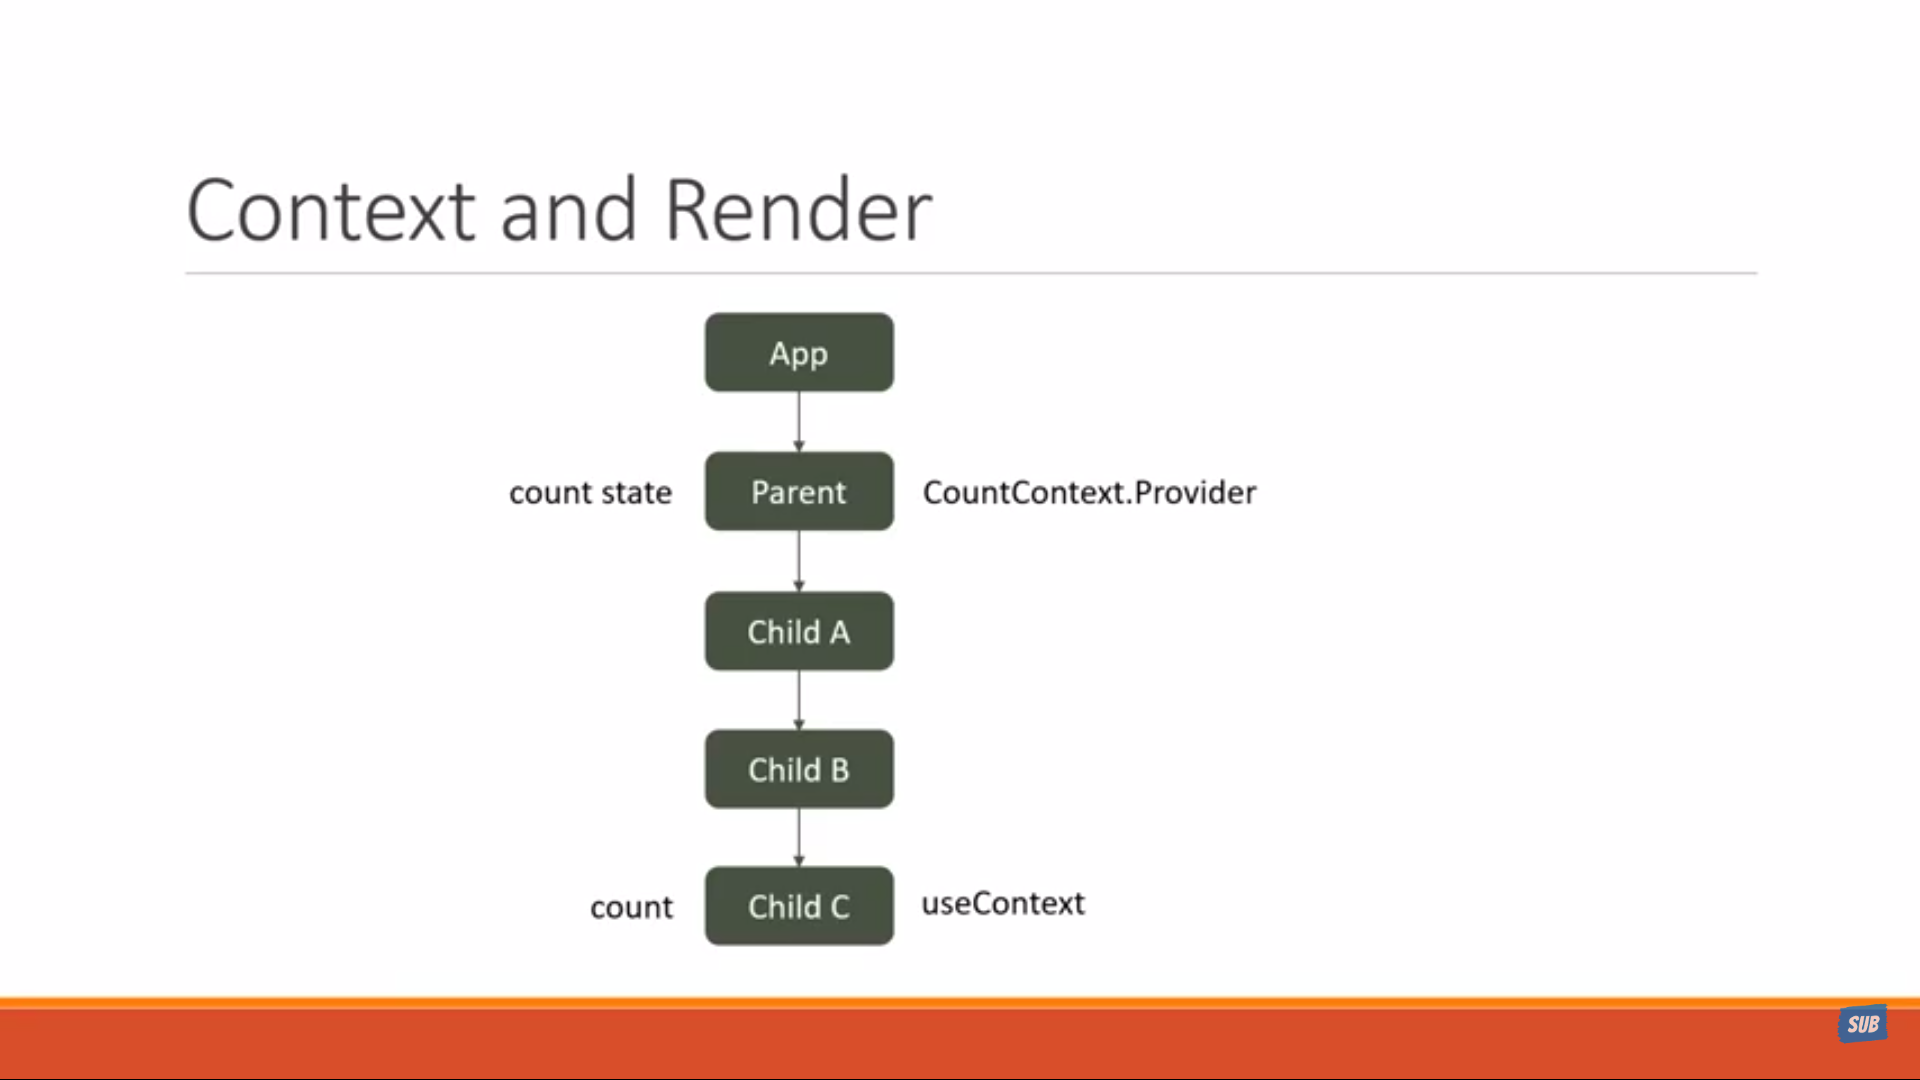 Context and Render
App
count state
Parent
CountContext.Provider
Child A
Child B
count
Child C
useContext
SUB